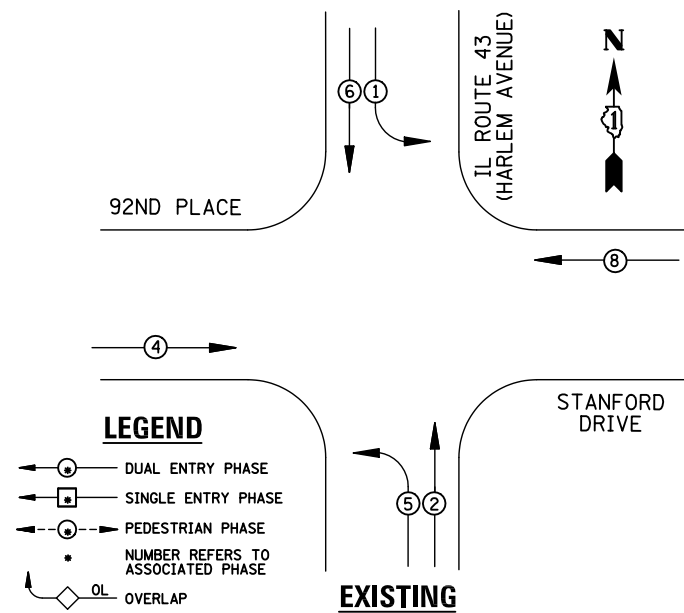 6
1
IL ROUTE 43
(HARLEM AVENUE)
N
1
92ND PLACE
8
4
STANFORD
DRIVE
LEGEND
* DUAL ENTRY PHASE
* SINGLE ENTRY PHASE
* PEDESTRIAN PHASE
* NUMBER REFERS TO
ASSOCIATED PHASE
OL OVERLAP
5
2
EXISTING